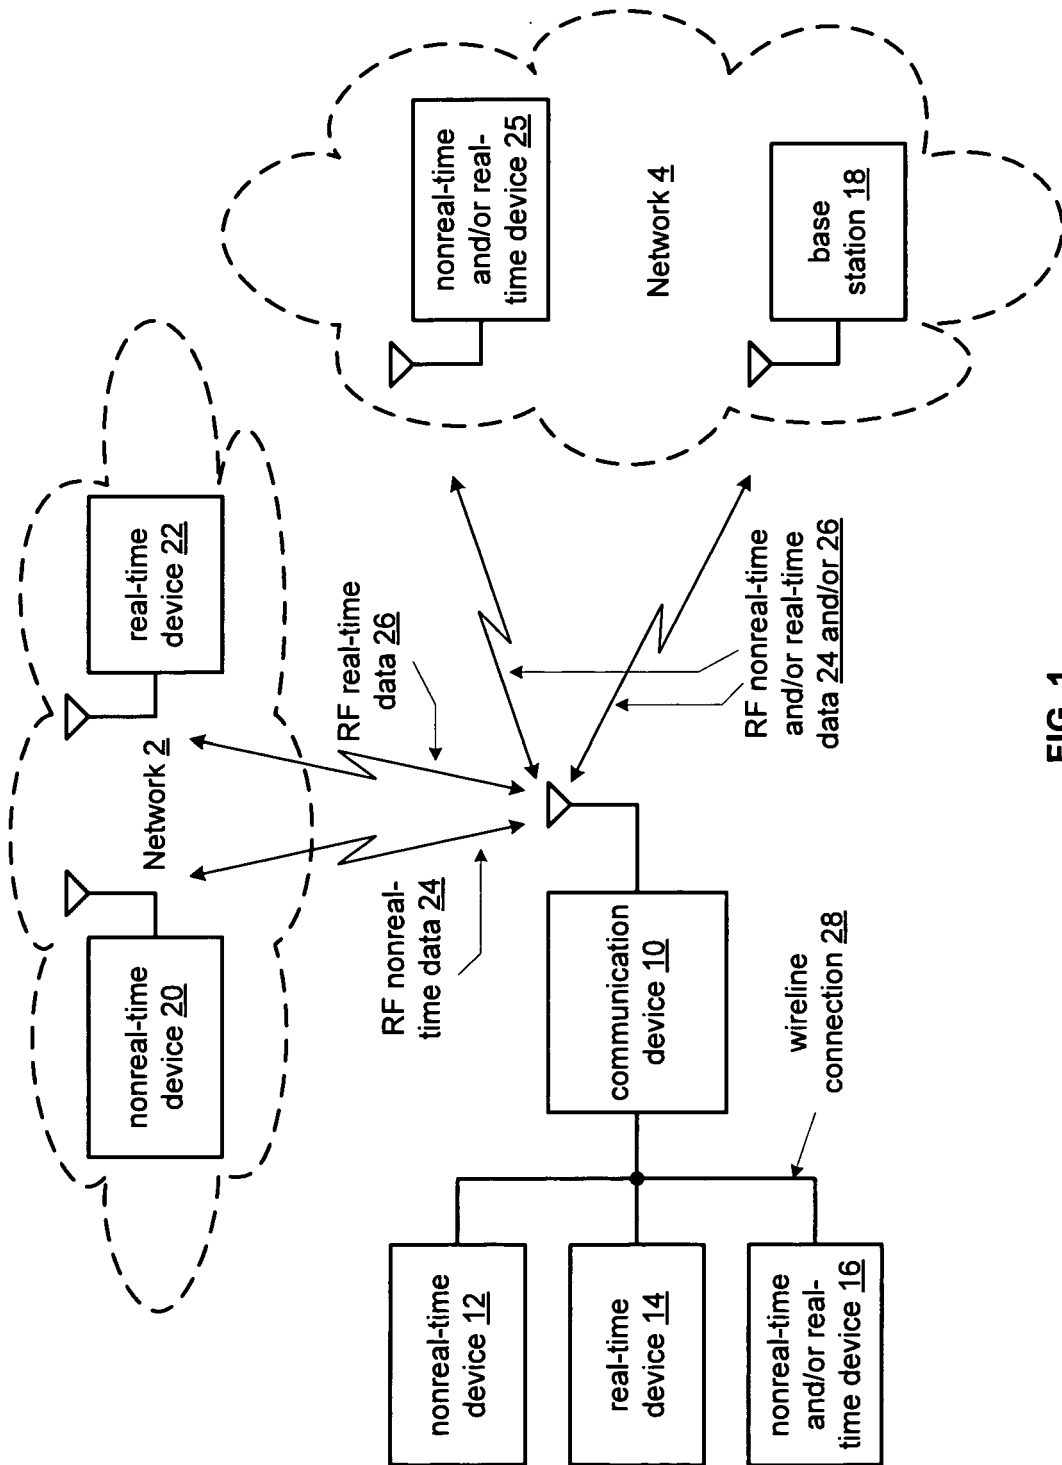 nonreal-time
device 20
Network 2
real-time
device 22
RF nonreal-
time data 24
RF real-time
data 26
nonreal-time
and/or real-
time device 25
Network 4
base
station 18
RF nonreal-time
and/or real-time
data 24 and/or 26
communication
device 10
wireline
connection 28
nonreal-time
device 12
real-time
device 14
nonreal-time
and/or real-
time device 16
FIG. 1